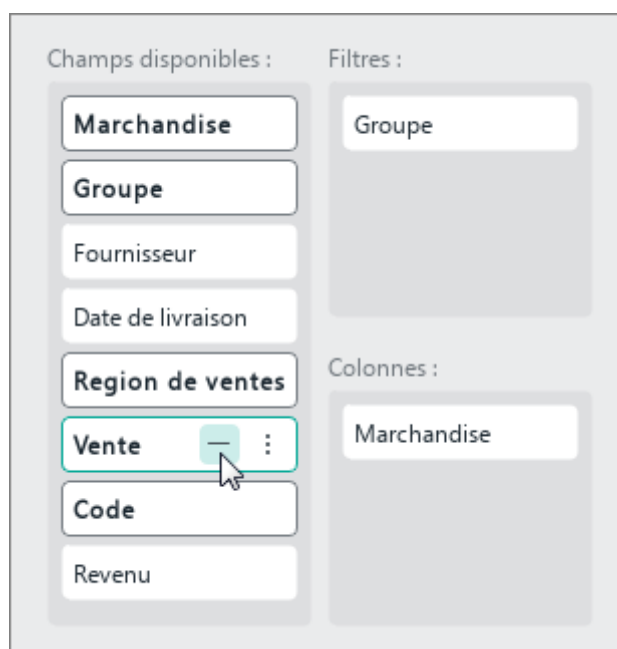 Champs disponibles :
Marchandise
Groupe
Fournisseur
Date de livraison
Region de ventes
Vente
Code
Revenu
Filtres :
Groupe
Colonnes :
Marchandise